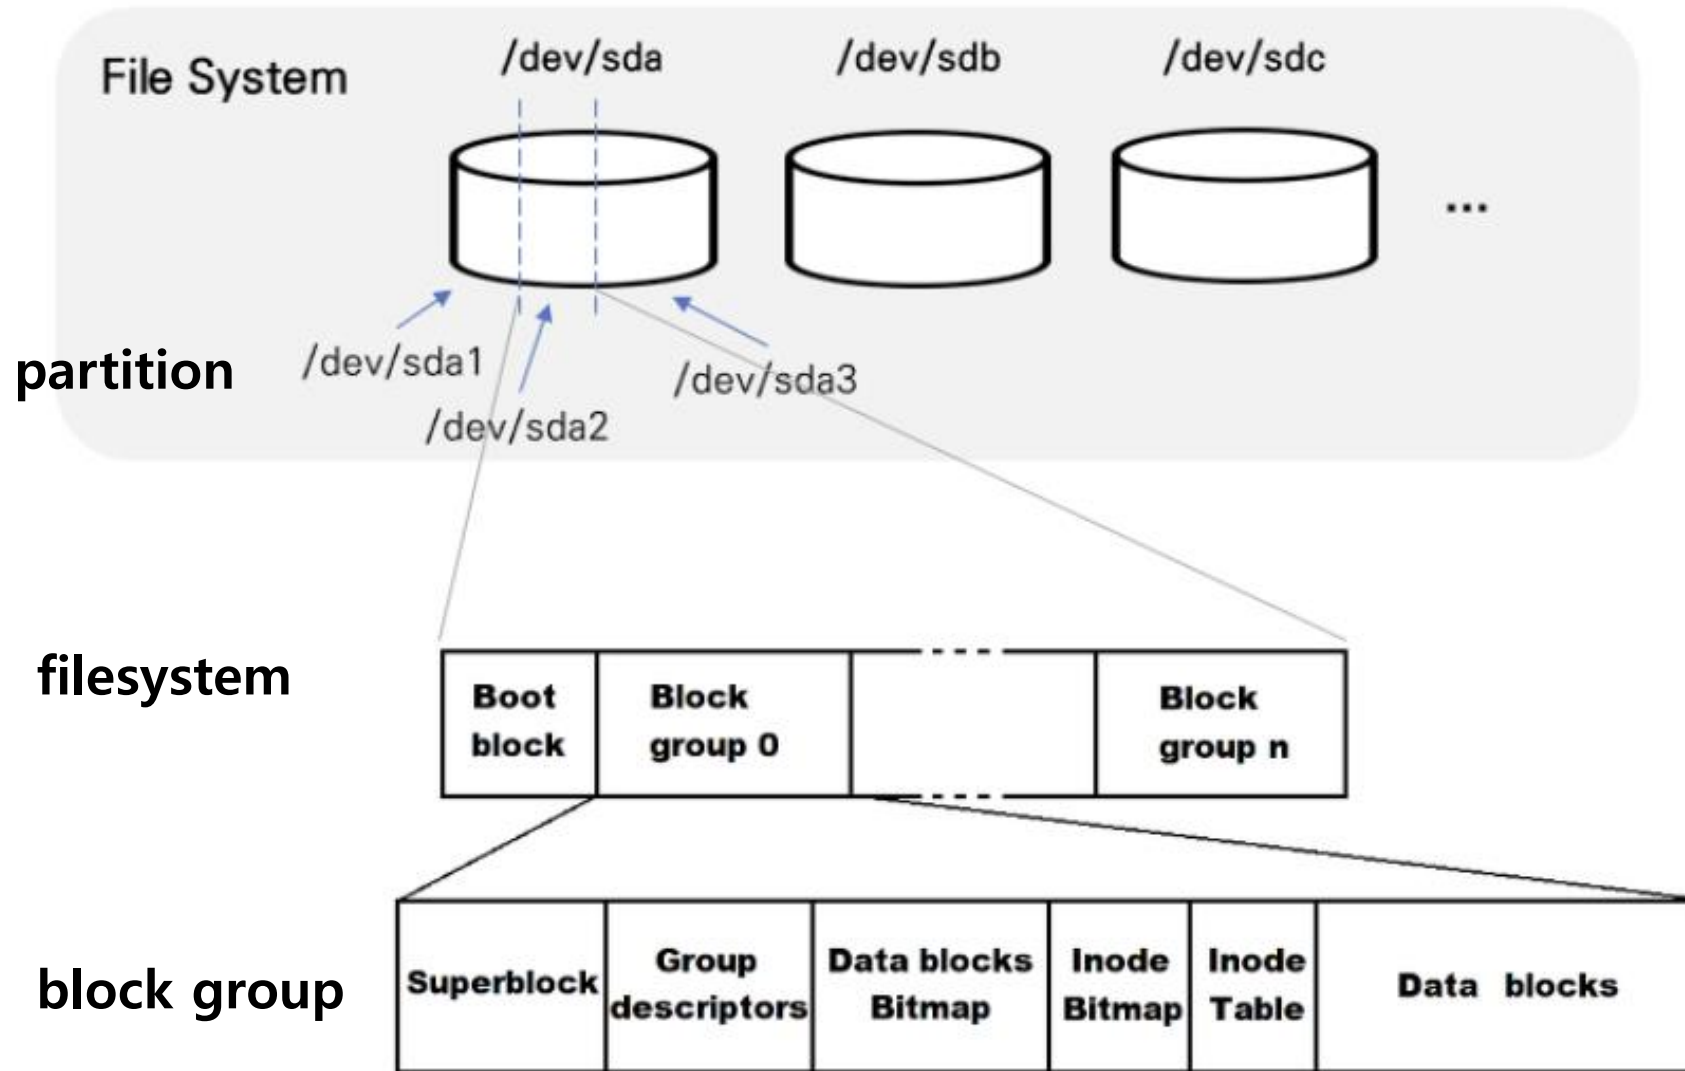 File System
/dev/sda
/dev/sdb
/dev/sdc
...
partition
/dev/sda1
/dev/sda2
/dev/sda3
filesystem
Boot
block
Block
group 0
Block
group n
block group
Superblock
Group
descriptors
Data blocks
Bitmap
Inode
Bitmap
Inode
Table
Data blocks